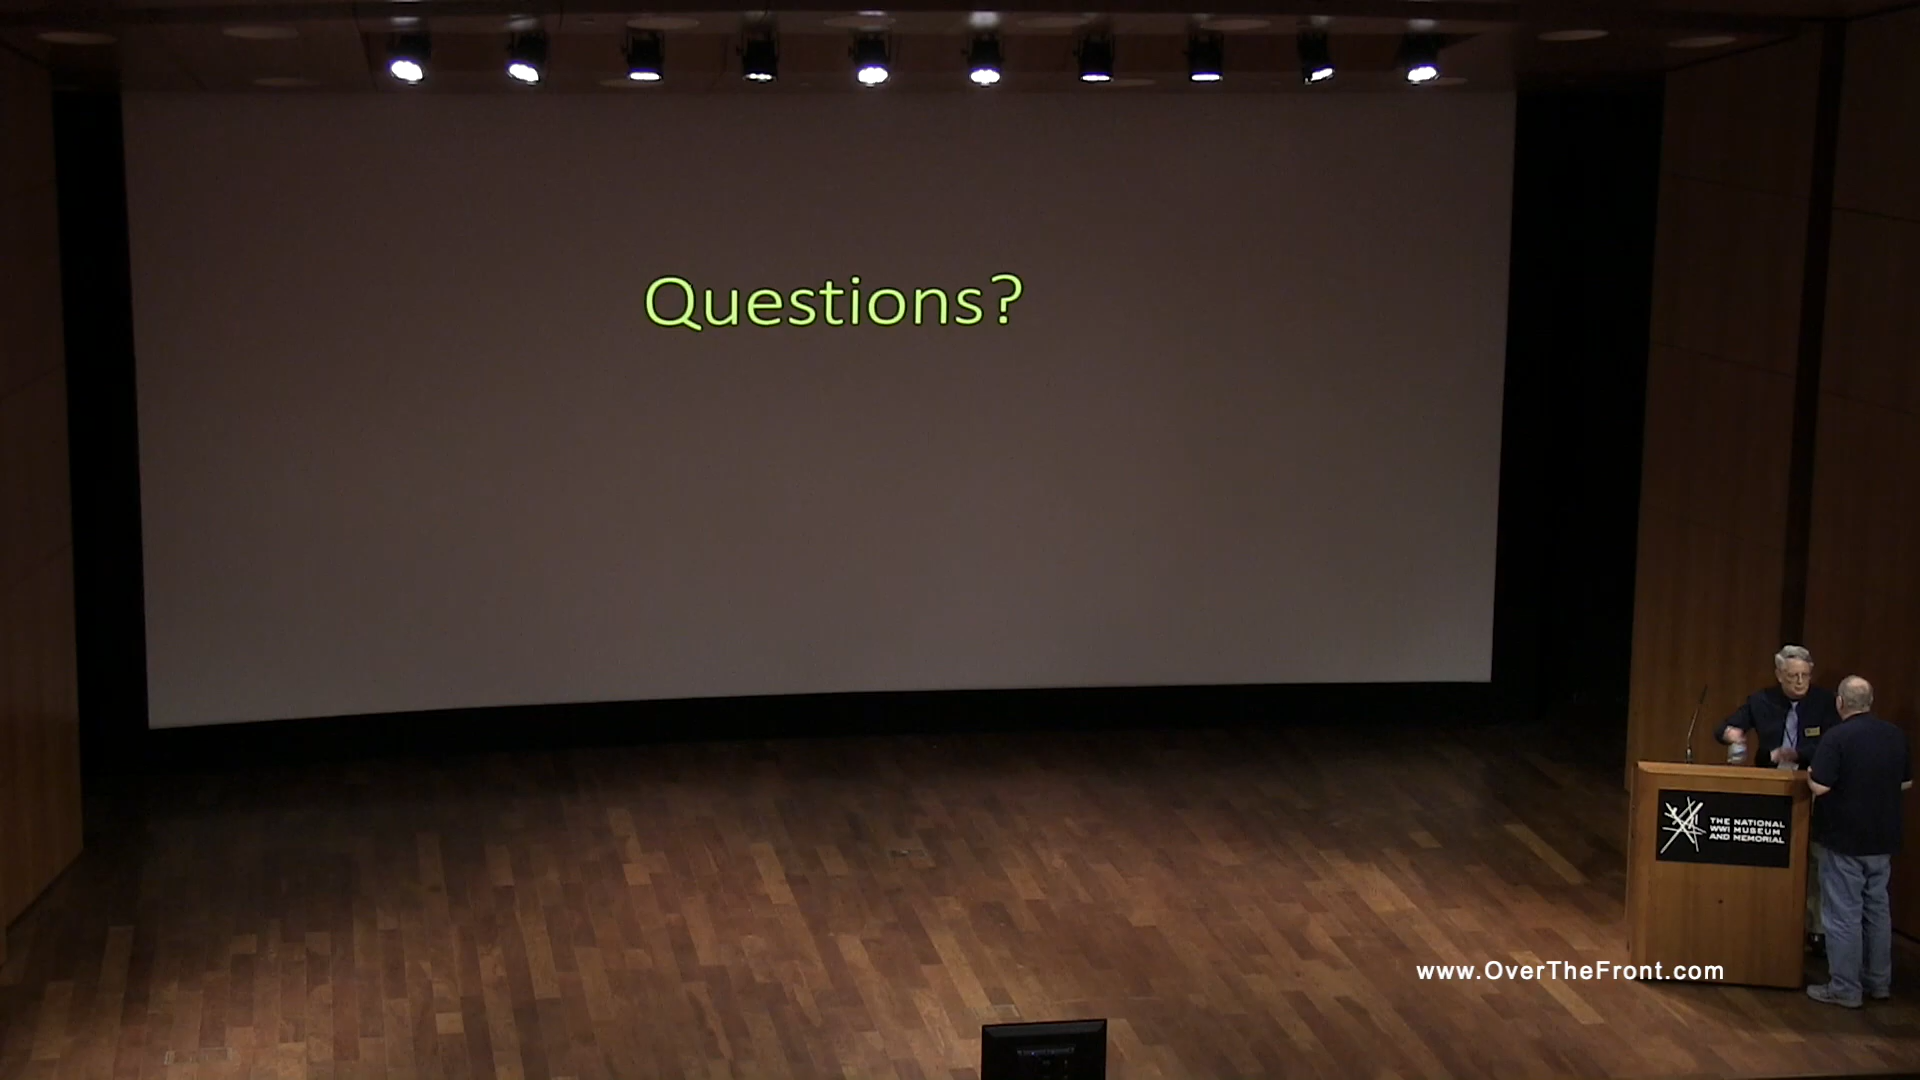 Questions?
THE NATIONAL
WWI MUSEUM
AND MEMORIAL
www.OverTheFront.com